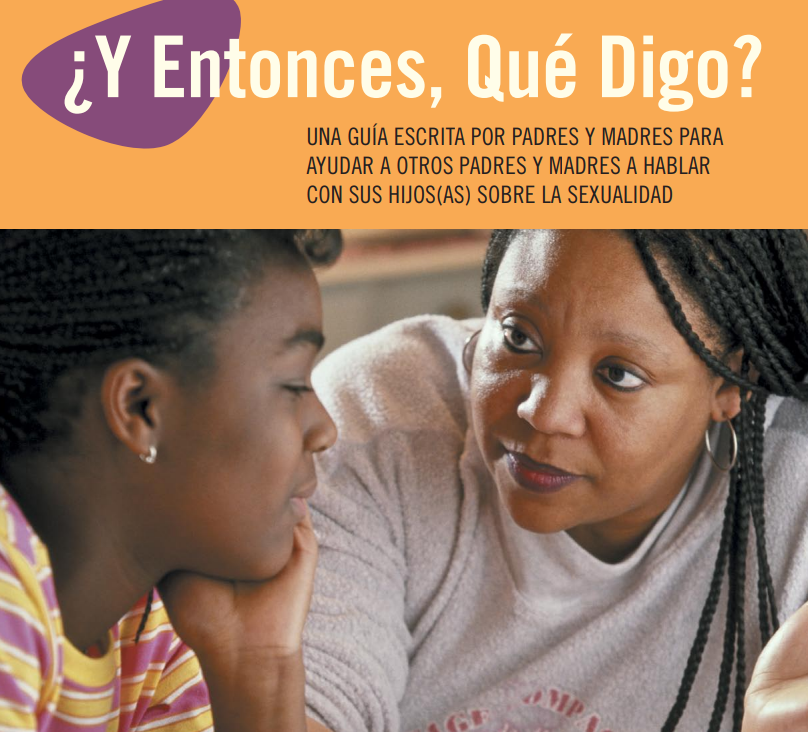 ¿Y Entonces, Qué Digo?
UNA GUÍA ESCRITA POR PADRES Y MADRES PARA
AYUDAR A OTROS PADRES Y MADRES A HABLAR
CON SUS HIJOS(AS) SOBRE LA SEXUALIDAD